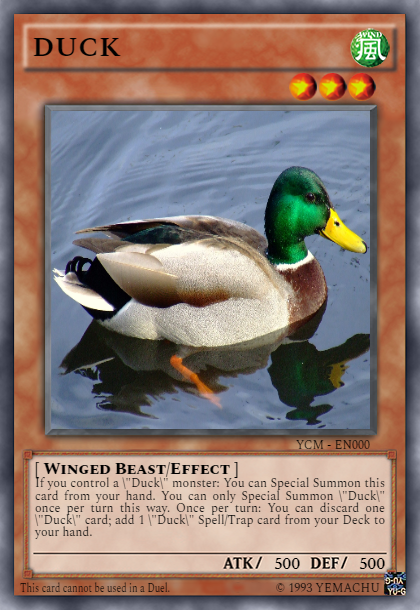 DUCK
WIND
風
YCM - EN000
[ WINGED BEAST/EFFECT ]
If you control a \"Duck\" monster: You can Special Summon this
card from your hand. You can only Special Summon \"Duck\"
once per turn this way. Once per turn: You can discard one
\"Duck\" card; add 1 \"Duck\" Spell/Trap card from your Deck to
your hand.
ATK/ 500 DEF/ 500
This card cannot be used in a Duel. © 1993 YEMACHU
YU-G